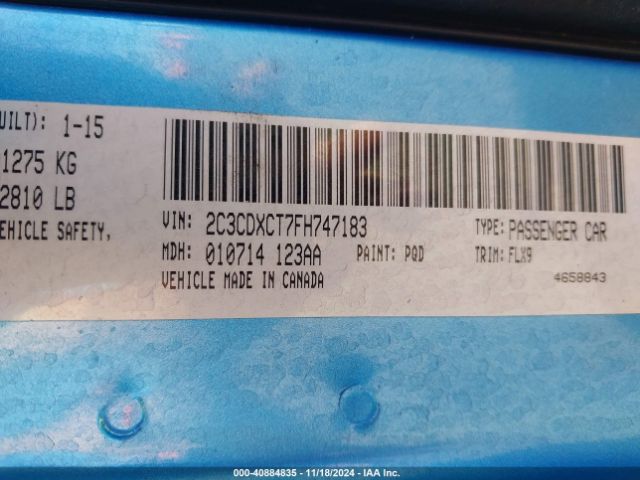 UILT): 1-15
1275 KG
2810 LB
EHICLE SAFETY,
VIN: 2C3CDXCT7FH747183
TYPE: PASSENGER CAR
MDH: 010714 123AA
PAINT: PQD
TRIM: FLX9
VEHICLE MADE IN CANADA
4658843
000-40884835 - 11/18/2024 - IAA Inc.